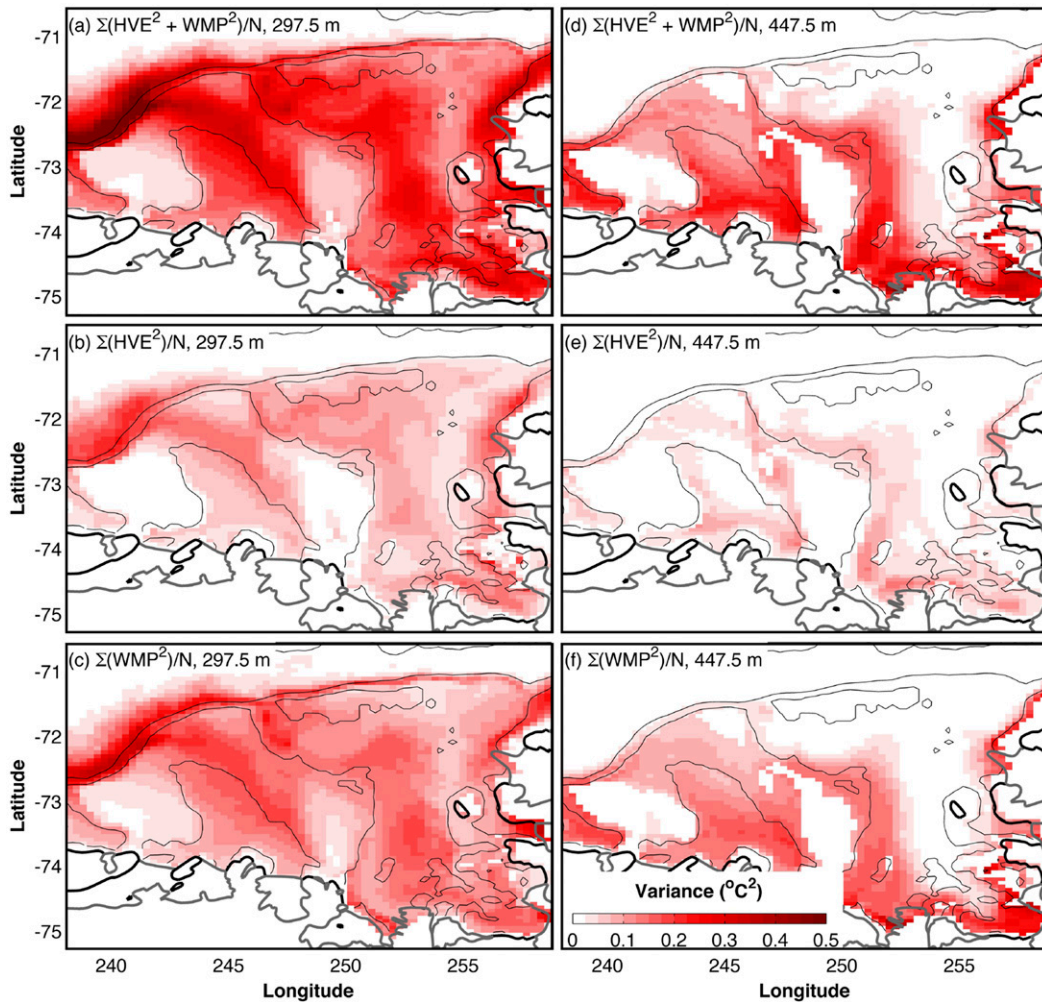 (a) Σ(HVE² + WMP²)/N, 297.5 m
(d) Σ(HVE² + WMP²)/N, 447.5 m
-71
-72
-73
-74
-75
Latitude
(b) Σ(HVE²)/N, 297.5 m
(e) Σ(HVE²)/N, 447.5 m
-71
-72
-73
-74
-75
Latitude
(c) Σ(WMP²)/N, 297.5 m
(f) Σ(WMP²)/N, 447.5 m
-71
-72
-73
-74
-75
Latitude
Variance (°C²)
0 0.1 0.2 0.3 0.4 0.5
240 245 250 255
240 245 250 255
Longitude
Longitude